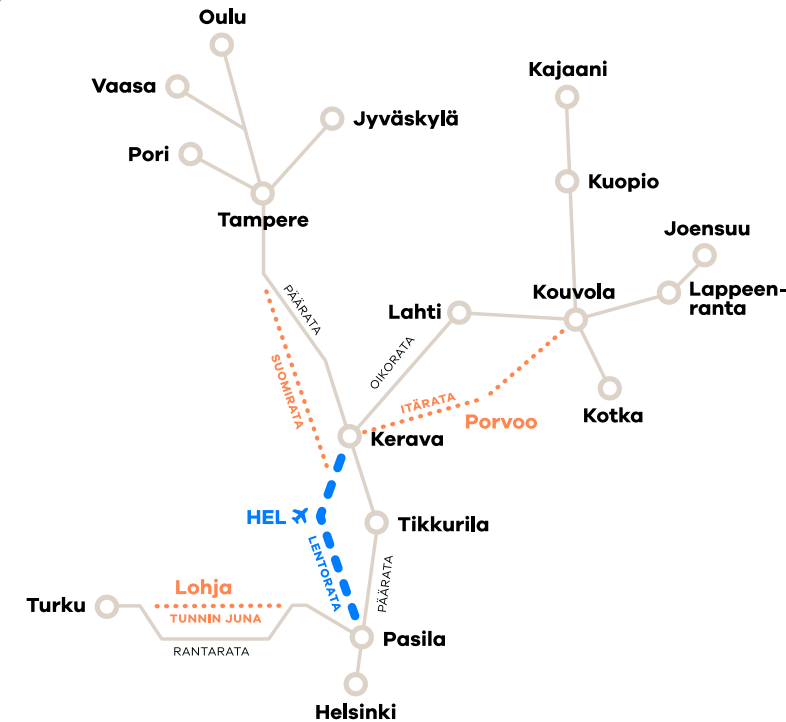 Oulu
Vaasa
Kajaani
Jyväskylä
Pori
Kuopio
Tampere
Joensuu
PÄÄRATA
Kouvola
Lappeen-
ranta
Lahti
OIKORATA
SUOMIRATA
ITÄRATA
Porvoo
Kotka
Kerava
HEL
Tikkurila
LENTORATA
PÄÄRATA
Lohja
Turku
TUNNIN JUNA
RANTARATA
Pasila
Helsinki